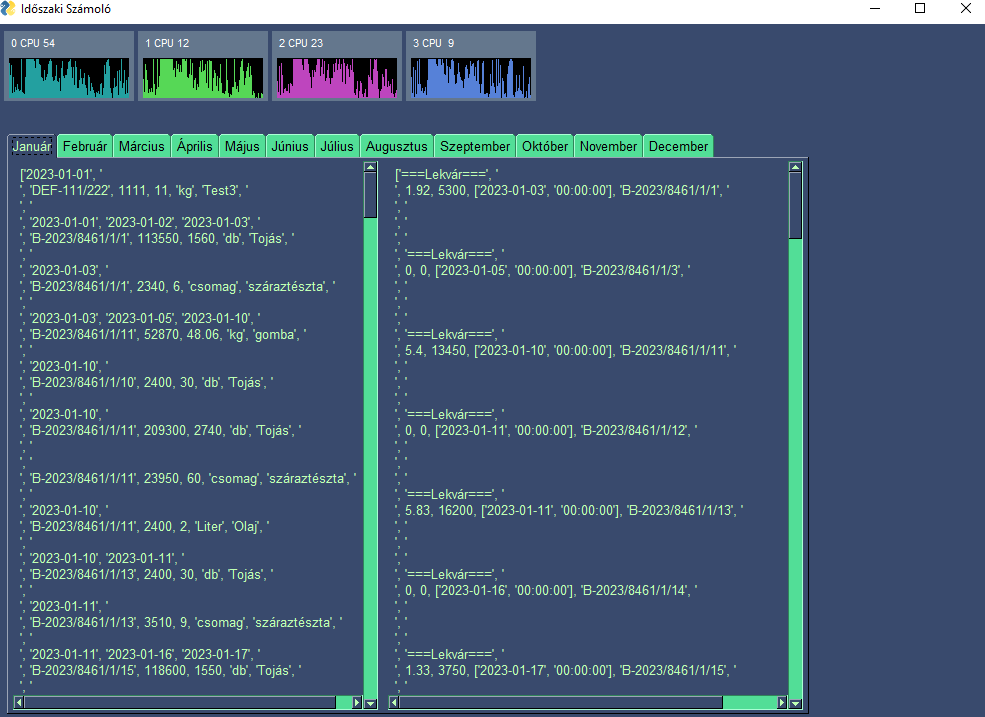 Időszaki Számoló
0 CPU 54
1 CPU 12
2 CPU 23
3 CPU 9
Január Február Március Április Május Június Július Augusztus Szeptember Október November December
['2023-01-01', '
', 'DEF-111/222', 1111, 11, 'kg', 'Test3', '
', '
', '2023-01-01', '2023-01-02', '2023-01-03', '
', 'B-2023/8461/1/1', 113550, 1560, 'db', 'Tojás', '
', '
', '2023-01-03', '
', 'B-2023/8461/1/1', 2340, 6, 'csomag', 'száraztészta', '
', '
', '2023-01-03', '2023-01-05', '2023-01-10', '
', 'B-2023/8461/1/11', 52870, 48.06, 'kg', 'gomba', '
', '
', '2023-01-10', '
', 'B-2023/8461/1/10', 2400, 30, 'db', 'Tojás', '
', '
', '2023-01-10', '
', 'B-2023/8461/1/11', 209300, 2740, 'db', 'Tojás', '
', '
', '
', 'B-2023/8461/1/11', 23950, 60, 'csomag', 'száraztészta', '
', '
', '2023-01-10', '
', 'B-2023/8461/1/11', 2400, 2, 'Liter', 'Olaj', '
', '
', '2023-01-10', '2023-01-11', '
', 'B-2023/8461/1/13', 2400, 30, 'db', 'Tojás', '
', '
', '2023-01-11', '
', 'B-2023/8461/1/13', 3510, 9, 'csomag', 'száraztészta', '
', '
', '2023-01-11', '2023-01-16', '2023-01-17', '
', 'B-2023/8461/1/15', 118600, 1550, 'db', 'Tojás', '
['===Lekvár===', '
', 1.92, 5300, ['2023-01-03', '00:00:00'], 'B-2023/8461/1/1', '
', '
', '
', '
', '===Lekvár===', '
', 0, 0, ['2023-01-05', '00:00:00'], 'B-2023/8461/1/3', '
', '
', '
', '
', '===Lekvár===', '
', 5.4, 13450, ['2023-01-10', '00:00:00'], 'B-2023/8461/1/11', '
', '
', '
', '
', '===Lekvár===', '
', 0, 0, ['2023-01-11', '00:00:00'], 'B-2023/8461/1/12', '
', '
', '
', '
', '===Lekvár===', '
', 5.83, 16200, ['2023-01-11', '00:00:00'], 'B-2023/8461/1/13', '
', '
', '
', '
', '===Lekvár===', '
', 0, 0, ['2023-01-16', '00:00:00'], 'B-2023/8461/1/14', '
', '
', '
', '
', '===Lekvár===', '
', 1.33, 3750, ['2023-01-17', '00:00:00'], 'B-2023/8461/1/15', '
', '